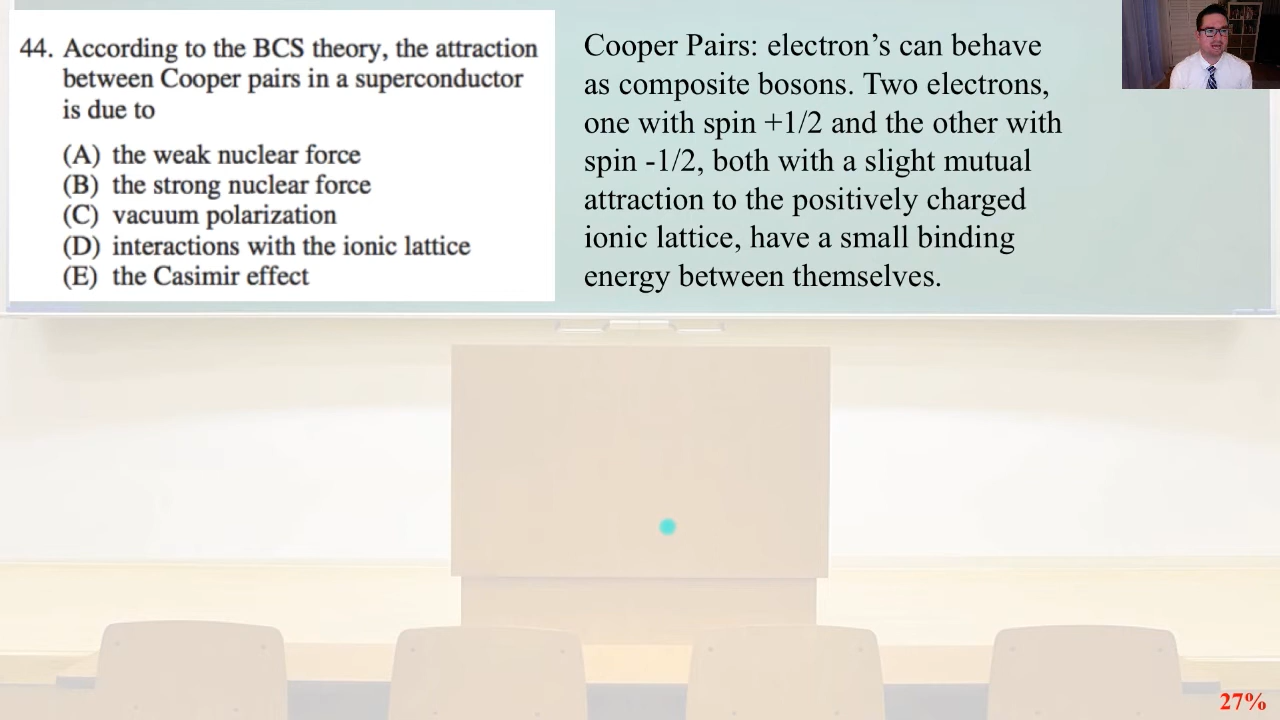 44. According to the BCS theory, the attraction
between Cooper pairs in a superconductor
is due to
(A) the weak nuclear force
(B) the strong nuclear force
(C) vacuum polarization
(D) interactions with the ionic lattice
(E) the Casimir effect
Cooper Pairs: electron’s can behave
as composite bosons. Two electrons,
one with spin +1/2 and the other with
spin -1/2, both with a slight mutual
attraction to the positively charged
ionic lattice, have a small binding
energy between themselves.
27%